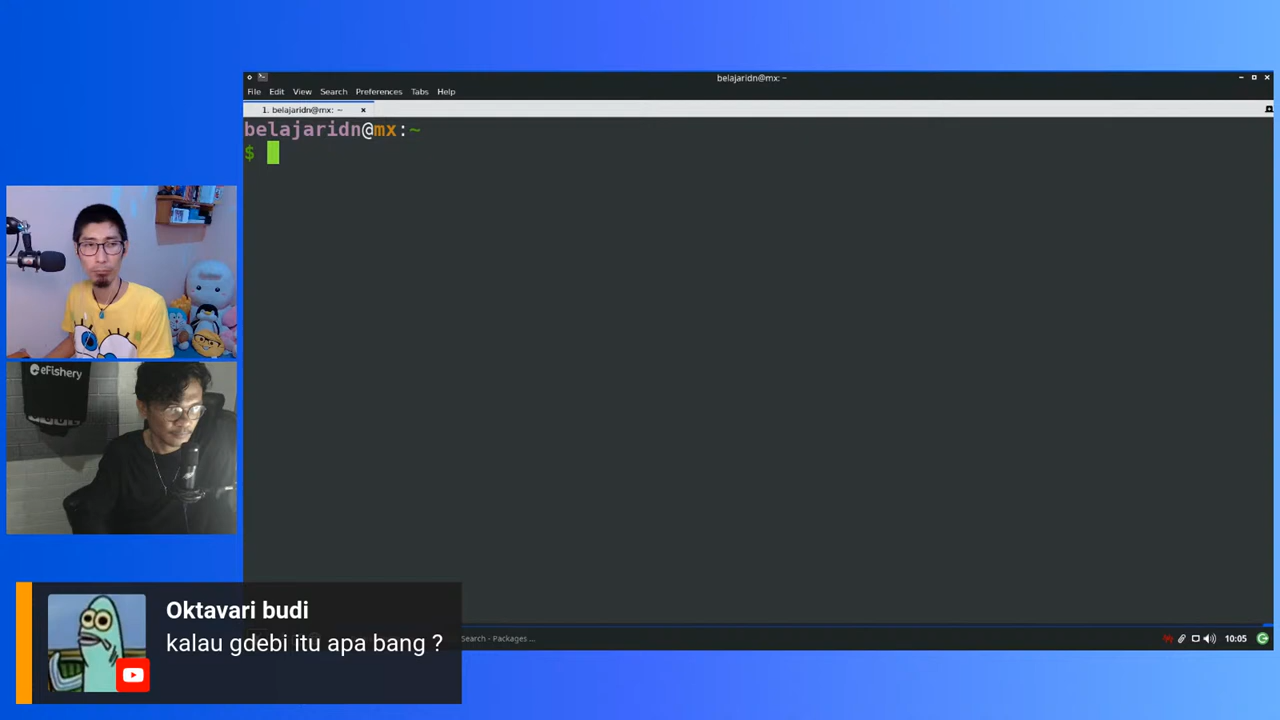 belajaridn@mx: ~
File Edit View Search Preferences Tabs Help
1. belajaridn@mx: ~
belajaridn@mx:~
$
eFishery
Oktavari budi
kalau gdebi itu apa bang ?
Search - Packages ...
10:05